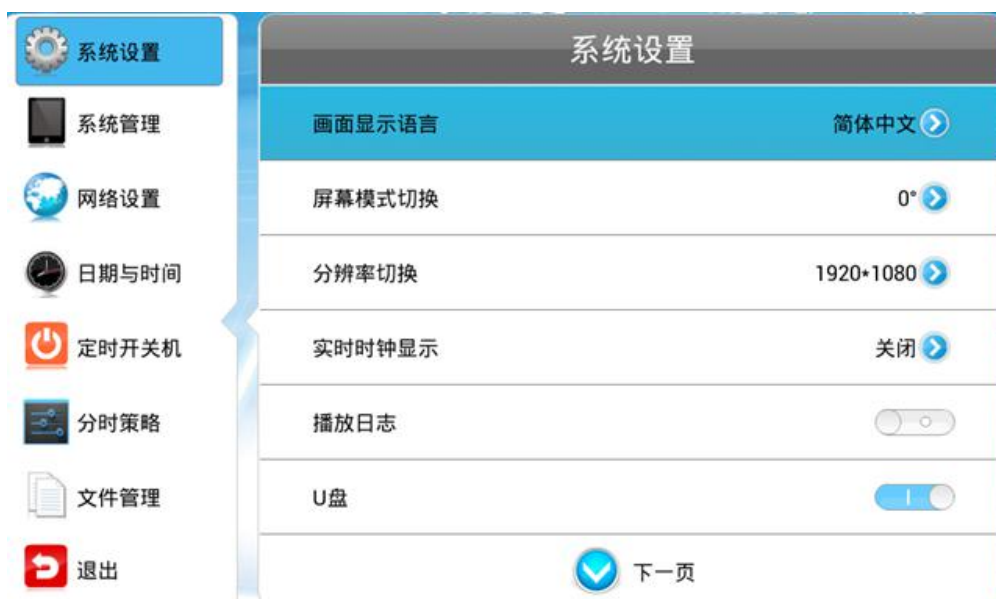 系统设置
系统管理
网络设置
日期与时间
定时开关机
分时策略
文件管理
退出
系统设置
画面显示语言 简体中文
屏幕模式切换 0°
分辨率切换 1920*1080
实时时钟显示 关闭
播放日志
U盘
下一页